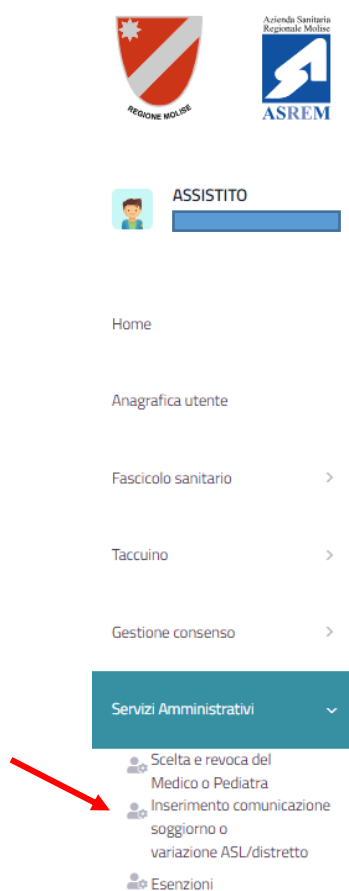 Azienda Sanitaria
Regionale Molise
REGIONE MOLISE
ASREM
ASSISTITO
Home
Anagrafica utente
Fascicolo sanitario
Taccuino
Gestione consenso
Servizi Amministrativi
Scelta e revoca del
Medico o Pediatra
Inserimento comunicazione
soggiorno o
variazione ASL/distretto
Esenzioni